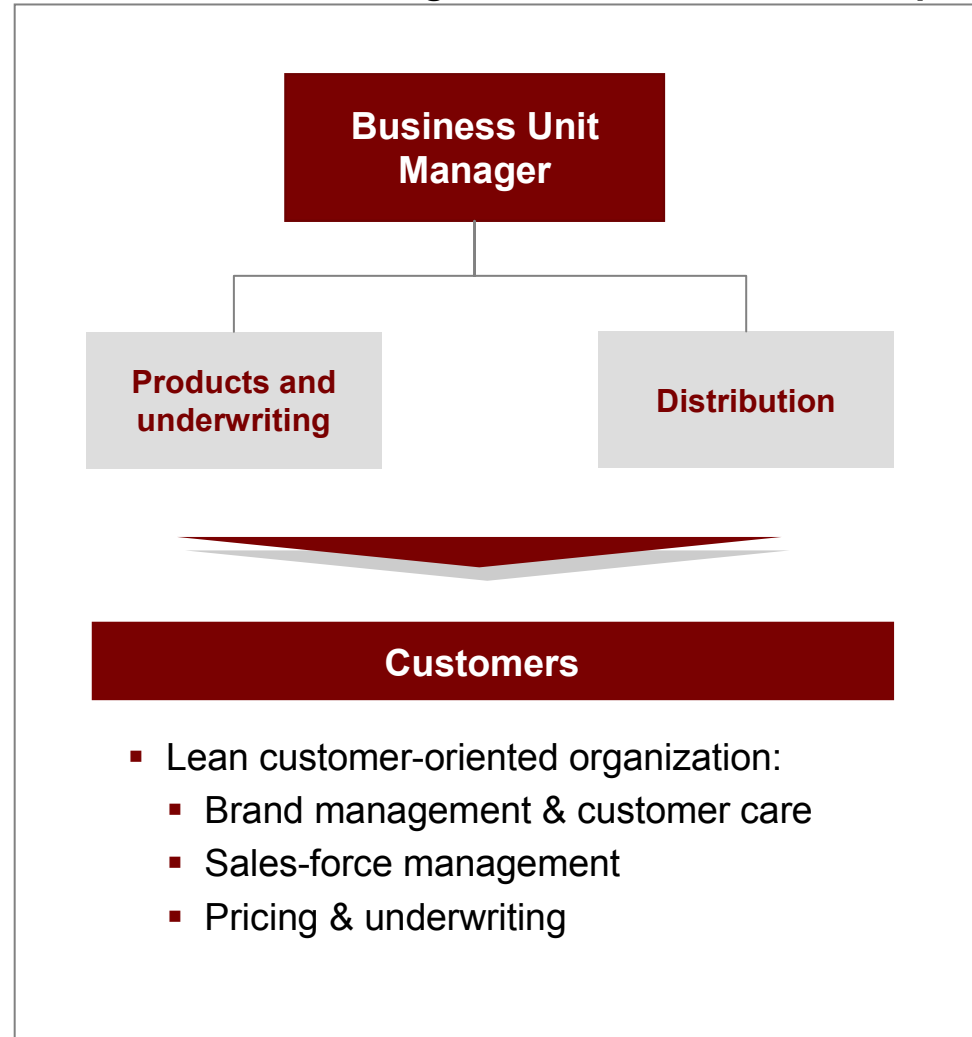 Business Unit
Manager
Products and
underwriting
Distribution
Customers
Lean customer-oriented organization:
Brand management & customer care
Sales-force management
Pricing & underwriting